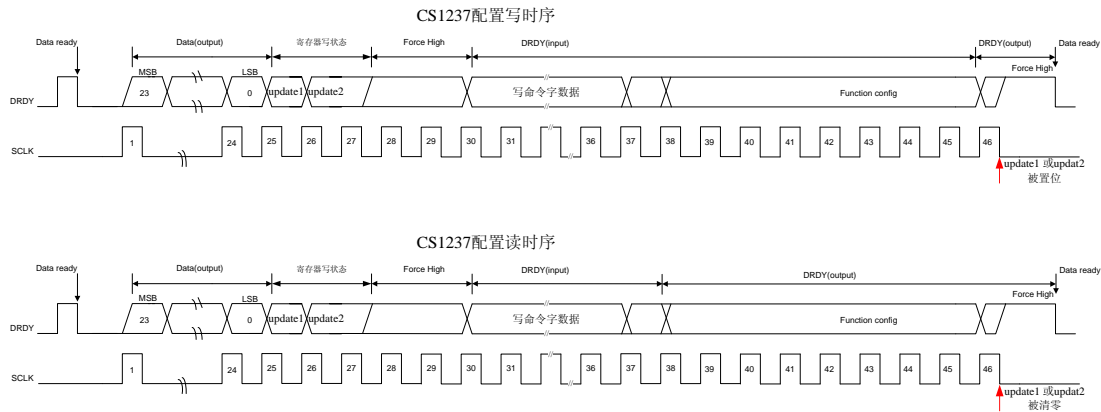 CS1237配置写时序
Data ready Data(output) 寄存器写状态 Force High DRDY(input) DRDY(output) Data ready
MSB LSB Force High
DRDY 23 0 update1 update2 写命令字数据 Function config
SCLK 1 24 25 26 27 28 29 30 31 36 37 38 39 40 41 42 43 44 45 46
update1 或updat2
被置位
CS1237配置读时序
Data ready Data(output) 寄存器写状态 Force High DRDY(input) DRDY(output) Data ready
MSB LSB Force High
DRDY 23 0 update1 update2 写命令字数据 Function config
SCLK 1 24 25 26 27 28 29 30 31 36 37 38 39 40 41 42 43 44 45 46
update1 或updat2
被清零